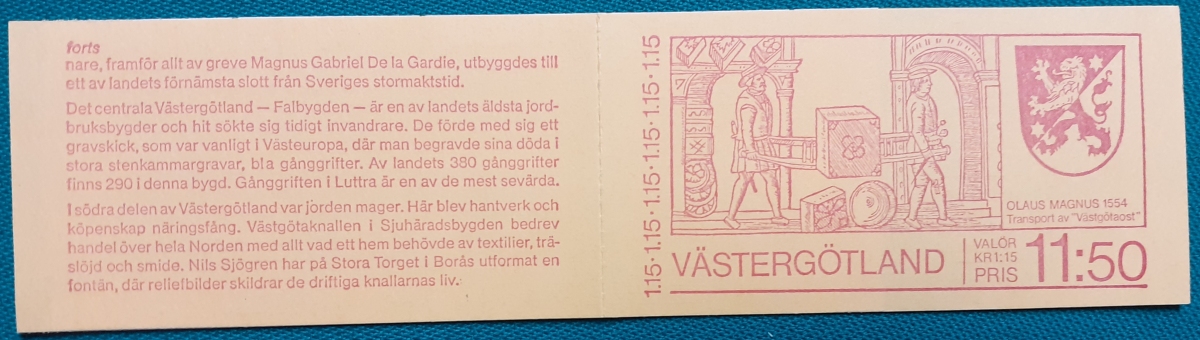 forts
nare, framför allt av greve Magnus Gabriel De la Gardie, utbyggdes till
ett av landets förnämsta slott från Sveriges stormaktstid.
Det centrala Västergötland – Falbygden – är en av landets äldsta jord-
bruksbygder och hit sökte sig tidigt invandrare. De förde med sig ett
gravskick, som var vanligt i Västeuropa, där man begravde sina döda i
stora stenkammargravar, bla gånggrifter. Av landets 380 gånggrifter
finns 290 i denna bygd. Gånggriften i Luttra är en av de mest sevärda.
I södra delen av Västergötland var jorden mager. Här blev hantverk och
köpenskap näringsfång. Västgötaknallen i Sjuhäradsbygden bedrev
handel över hela Norden med allt vad ett hem behövde av textilier, trä-
slöjd och smide. Nils Sjögren har på Stora Torget i Borås utformat en
fontän, där reliefbilder skildrar de driftiga knallarnas liv.
1.15·1.15·1.15·1.15·1.15·1.15
OLAUS MAGNUS 1554
Transport av "Västgötaost"
VÄSTERGÖTLAND
VALÖR
KR 1:15
PRIS 11:50